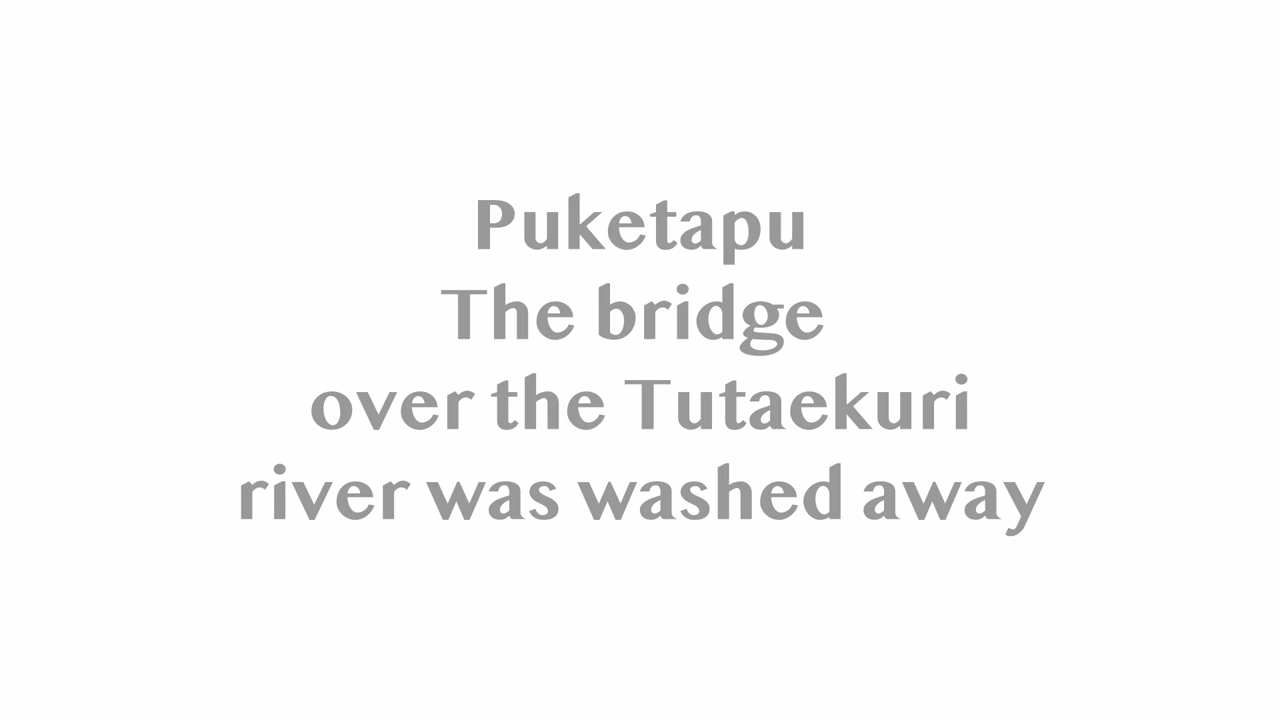 Puketapu
The bridge
over the Tutaekuri
river was washed away